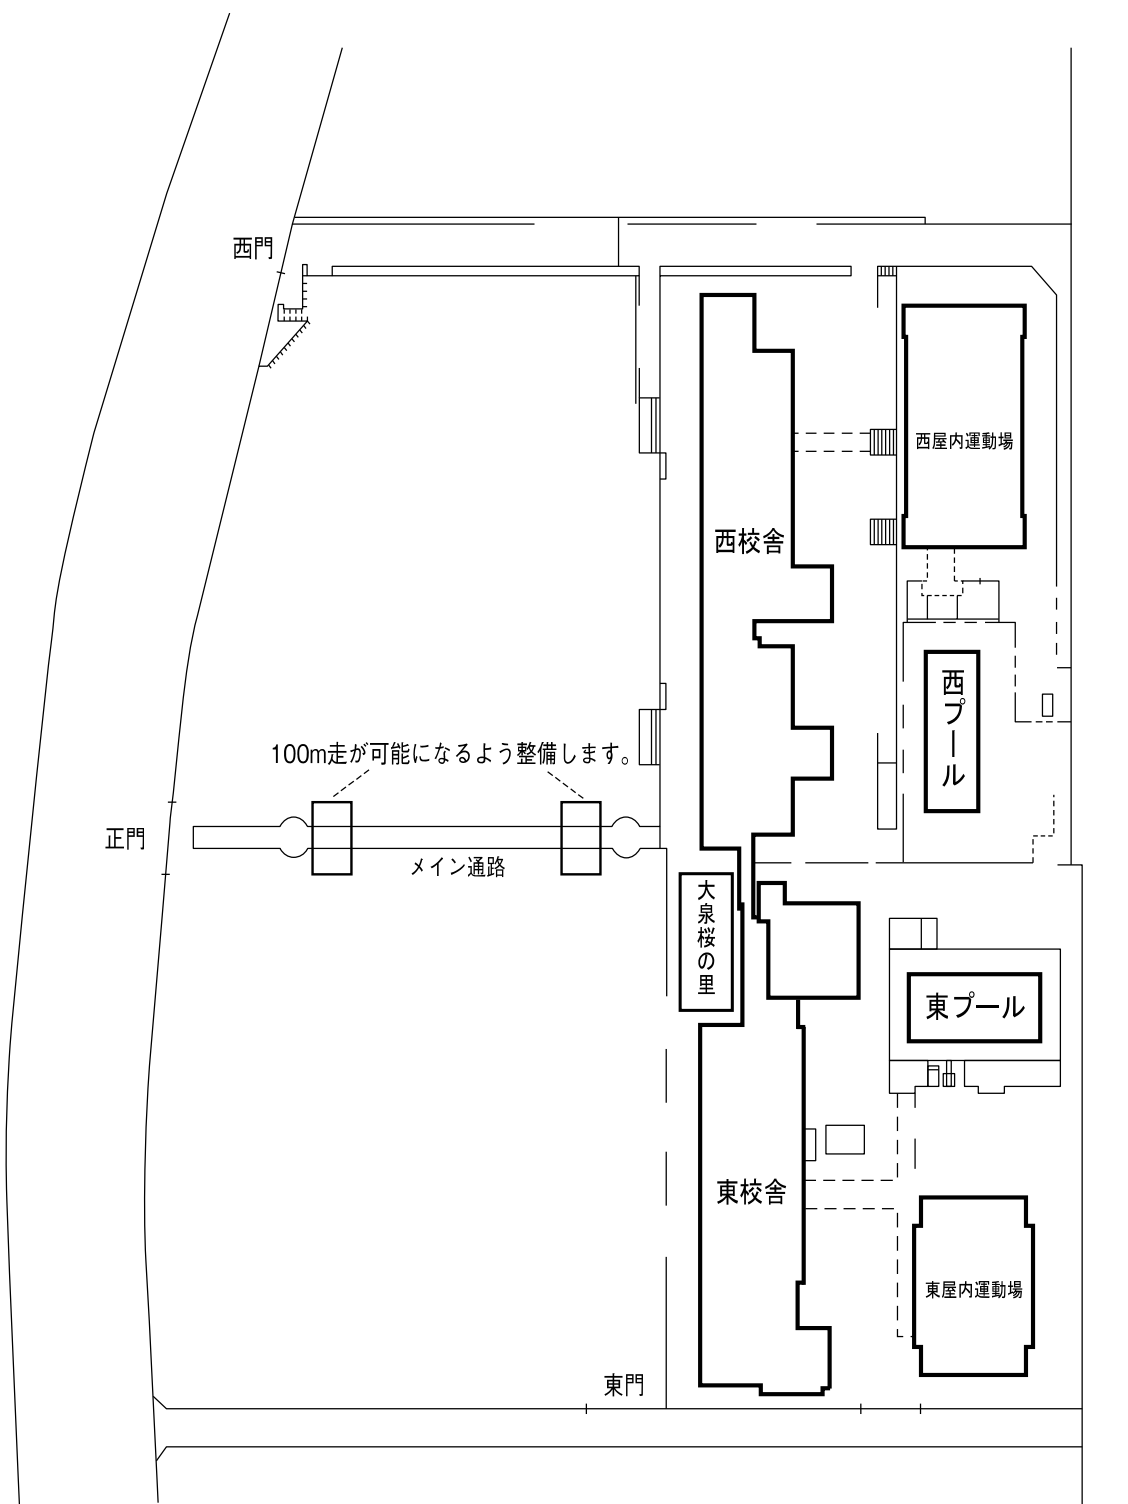 西門
西屋内運動場
西校舎
西プール
100m走が可能になるよう整備します。
正門
メイン通路
大泉桜の里
東プール
東校舎
東屋内運動場
東門